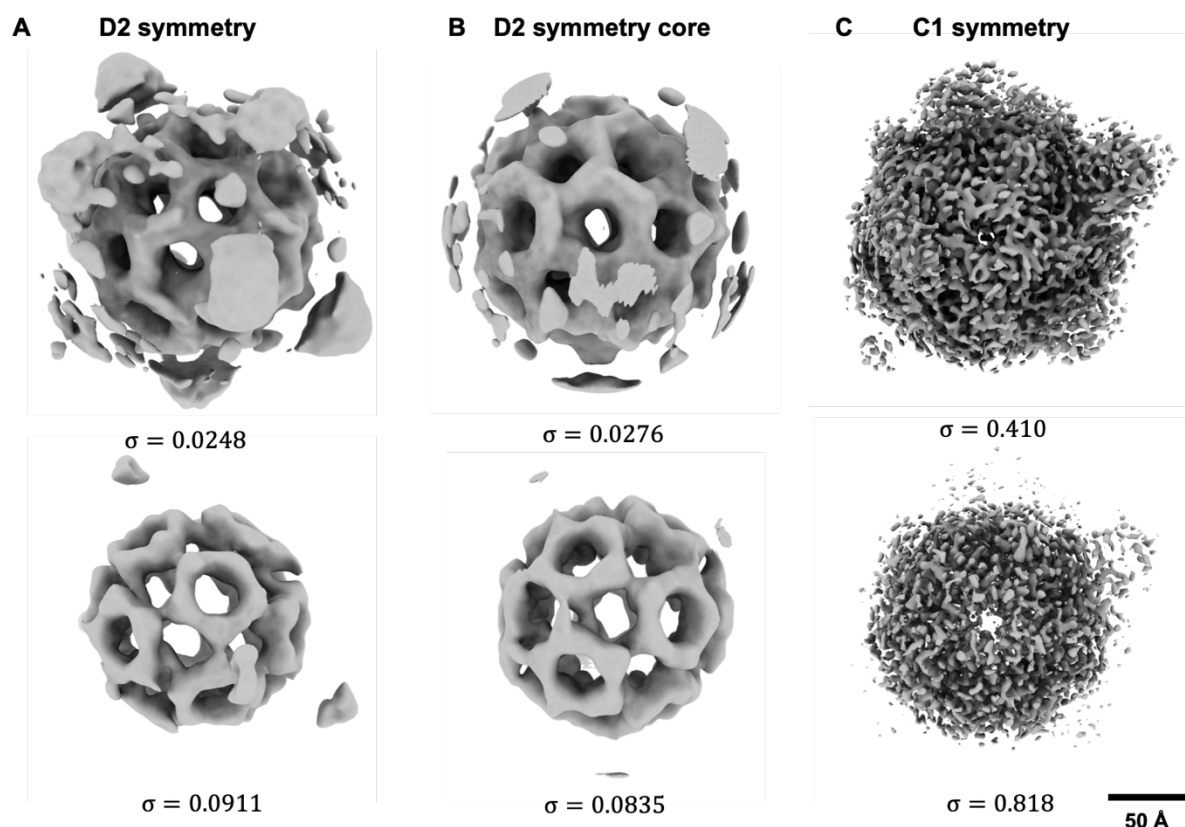 A D2 symmetry B D2 symmetry core C C1 symmetry
σ = 0.0248 σ = 0.0276 σ = 0.410
σ = 0.0911 σ = 0.0835 σ = 0.818
50 Å